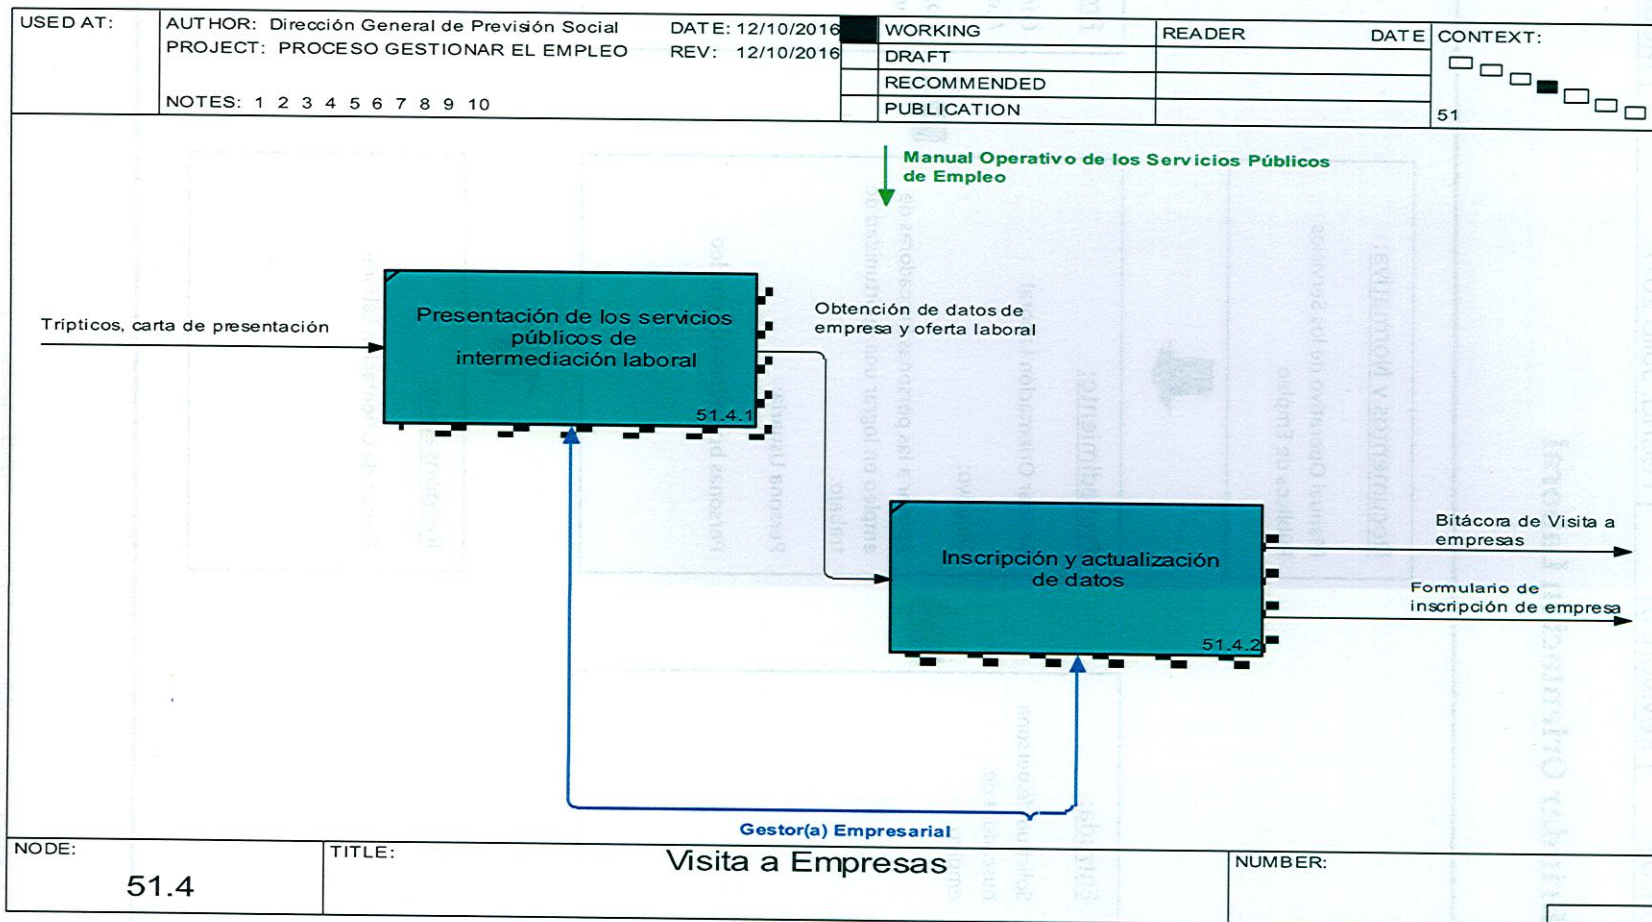 USED AT:
AUTHOR: Dirección General de Previsión Social
DATE: 12/10/2016
PROJECT: PROCESO GESTIONAR EL EMPLEO
REV: 12/10/2016
NOTES: 1 2 3 4 5 6 7 8 9 10
WORKING
DRAFT
RECOMMENDED
PUBLICATION
READER
DATE
CONTEXT:
51
Manual Operativo de los Servicios Públicos
de Empleo
Trípticos, carta de presentación
Presentación de los servicios
públicos de
intermediación laboral
51.4.1
Obtención de datos de
empresa y oferta laboral
Inscripción y actualización
de datos
51.4.2
Bitácora de Visita a
empresas
Formulario de
inscripción de empresa
Gestor(a) Empresarial
NODE:
51.4
TITLE:
Visita a Empresas
NUMBER: